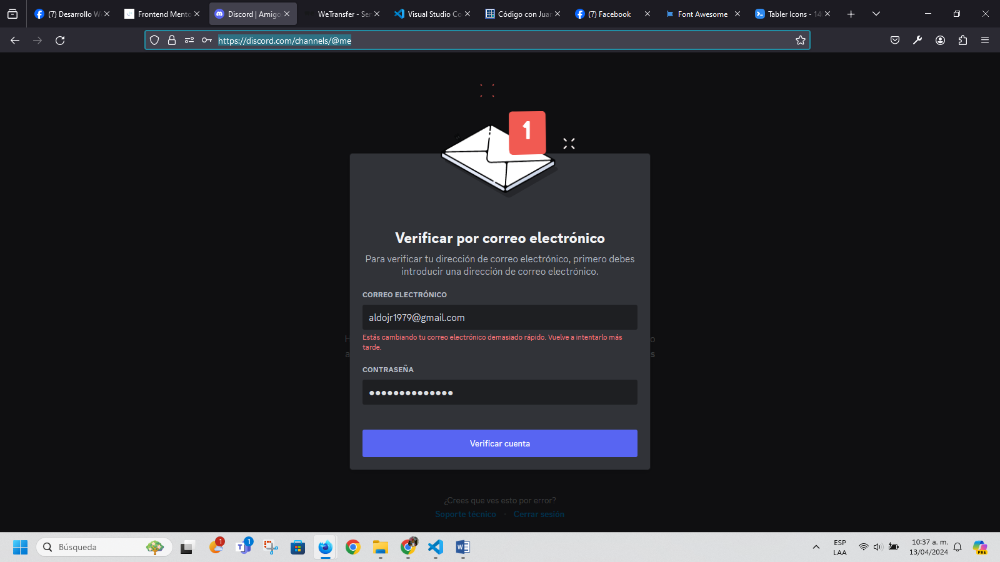 (7) Desarrollo W
Frontend Mento
Discord | Amigo
WeTransfer - Sen
Visual Studio Co
Código con Juan
(7) Facebook
Font Awesome
Tabler Icons - 14
https://discord.com/channels/@me
1
Verificar por correo electrónico
Para verificar tu dirección de correo electrónico, primero debes
introducir una dirección de correo electrónico.
CORREO ELECTRÓNICO
aldojr1979@gmail.com
Estás cambiando tu correo electrónico demasiado rápido. Vuelve a intentarlo más
tarde.
CONTRASEÑA
Verificar cuenta
¿Crees que ves esto por error?
Soporte técnico • Cerrar sesión
Búsqueda
1
1
ESP
LAA
10:37 a. m.
13/04/2024
PRE